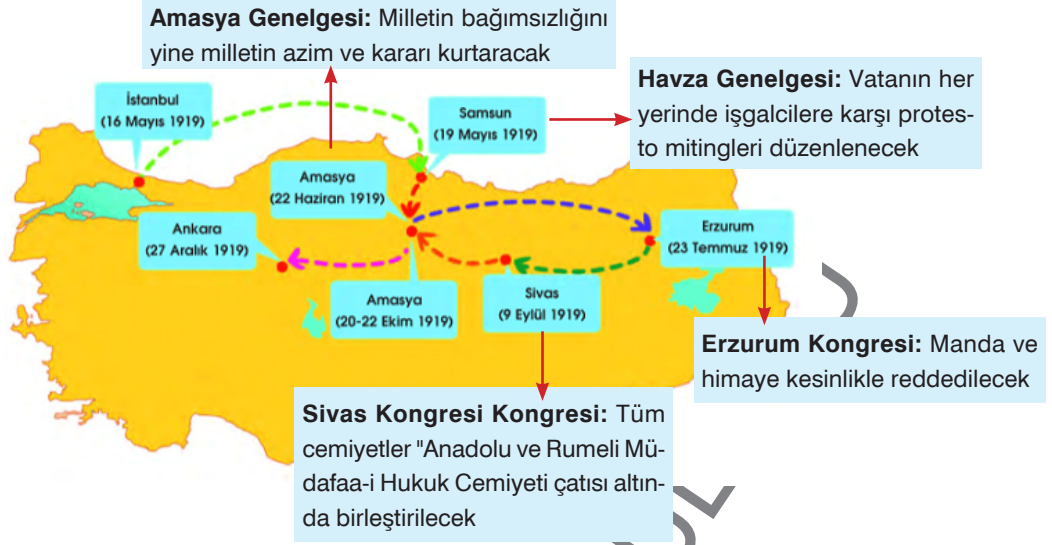 Amasya Genelgesi: Milletin bağımsızlığını
yine milletin azim ve kararı kurtaracak
Havza Genelgesi: Vatanın her
yerinde işgalcilere karşı protes-
to mitingleri düzenlenecek
İstanbul
(16 Mayıs 1919)
Samsun
(19 Mayıs 1919)
Amasya
(22 Haziran 1919)
Ankara
(27 Aralık 1919)
Erzurum
(23 Temmuz 1919)
Amasya
(20-22 Ekim 1919)
Sivas
(9 Eylül 1919)
Erzurum Kongresi: Manda ve
himaye kesinlikle reddedilecek
Sivas Kongresi Kongresi: Tüm
cemiyetler "Anadolu ve Rumeli Mü-
dafaa-i Hukuk Cemiyeti çatısı altın-
da birleştirilecek